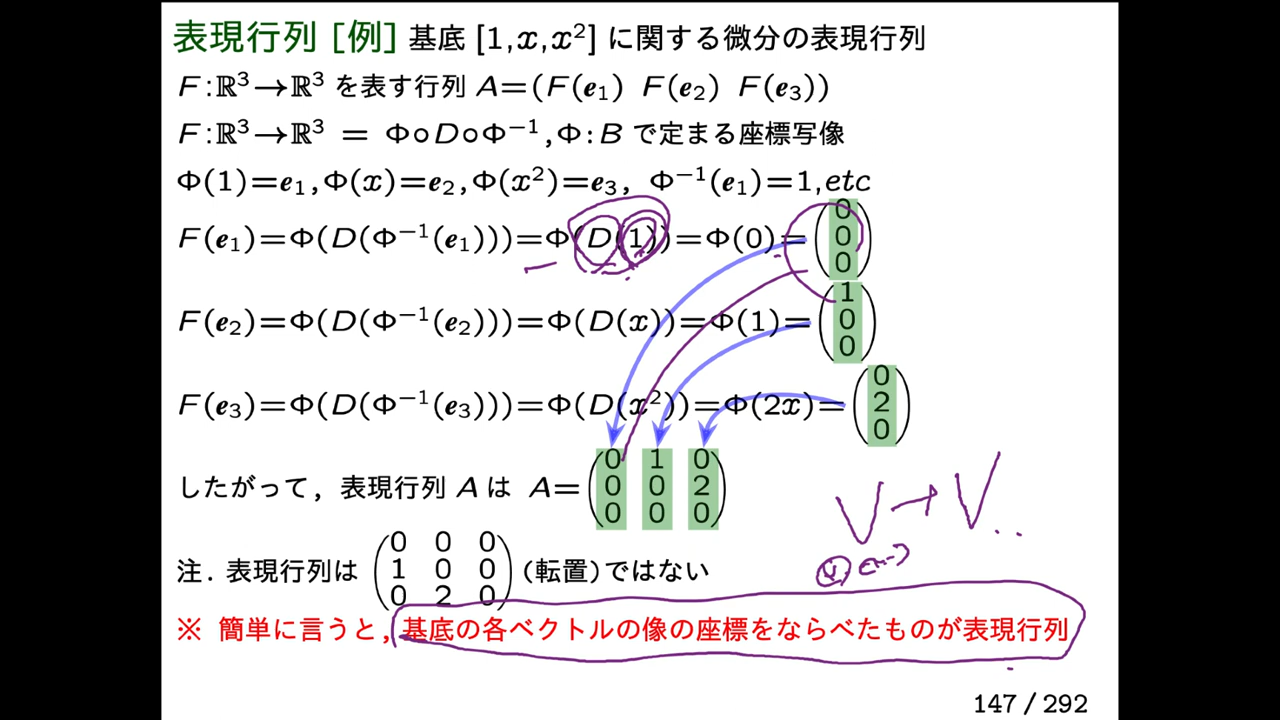 表現行列 [例] 基底 [1,x,x²] に関する微分の表現行列
F:ℝ³→ℝ³ を表す行列 A=(F(e₁) F(e₂) F(e₃))
F:ℝ³→ℝ³ = Φ∘D∘Φ⁻¹,Φ:B で定まる座標写像
Φ(1)=e₁,Φ(x)=e₂,Φ(x²)=e₃, Φ⁻¹(e₁)=1,etc
F(e₁)=Φ(D(Φ⁻¹(e₁)))=Φ(D(1))=Φ(0)=(0 0 0)
F(e₂)=Φ(D(Φ⁻¹(e₂)))=Φ(D(x))=Φ(1)=(1 0 0)
F(e₃)=Φ(D(Φ⁻¹(e₃)))=Φ(D(x²))=Φ(2x)=(0 2 0)
したがって, 表現行列 A は A=
(0 1 0
0 0 2
0 0 0)
V→V
注. 表現行列は
(0 0 0
1 0 0
0 2 0)
(転置)ではない
※ 簡単に言うと,基底の各ベクトルの像の座標をならべたものが表現行列
147 / 292